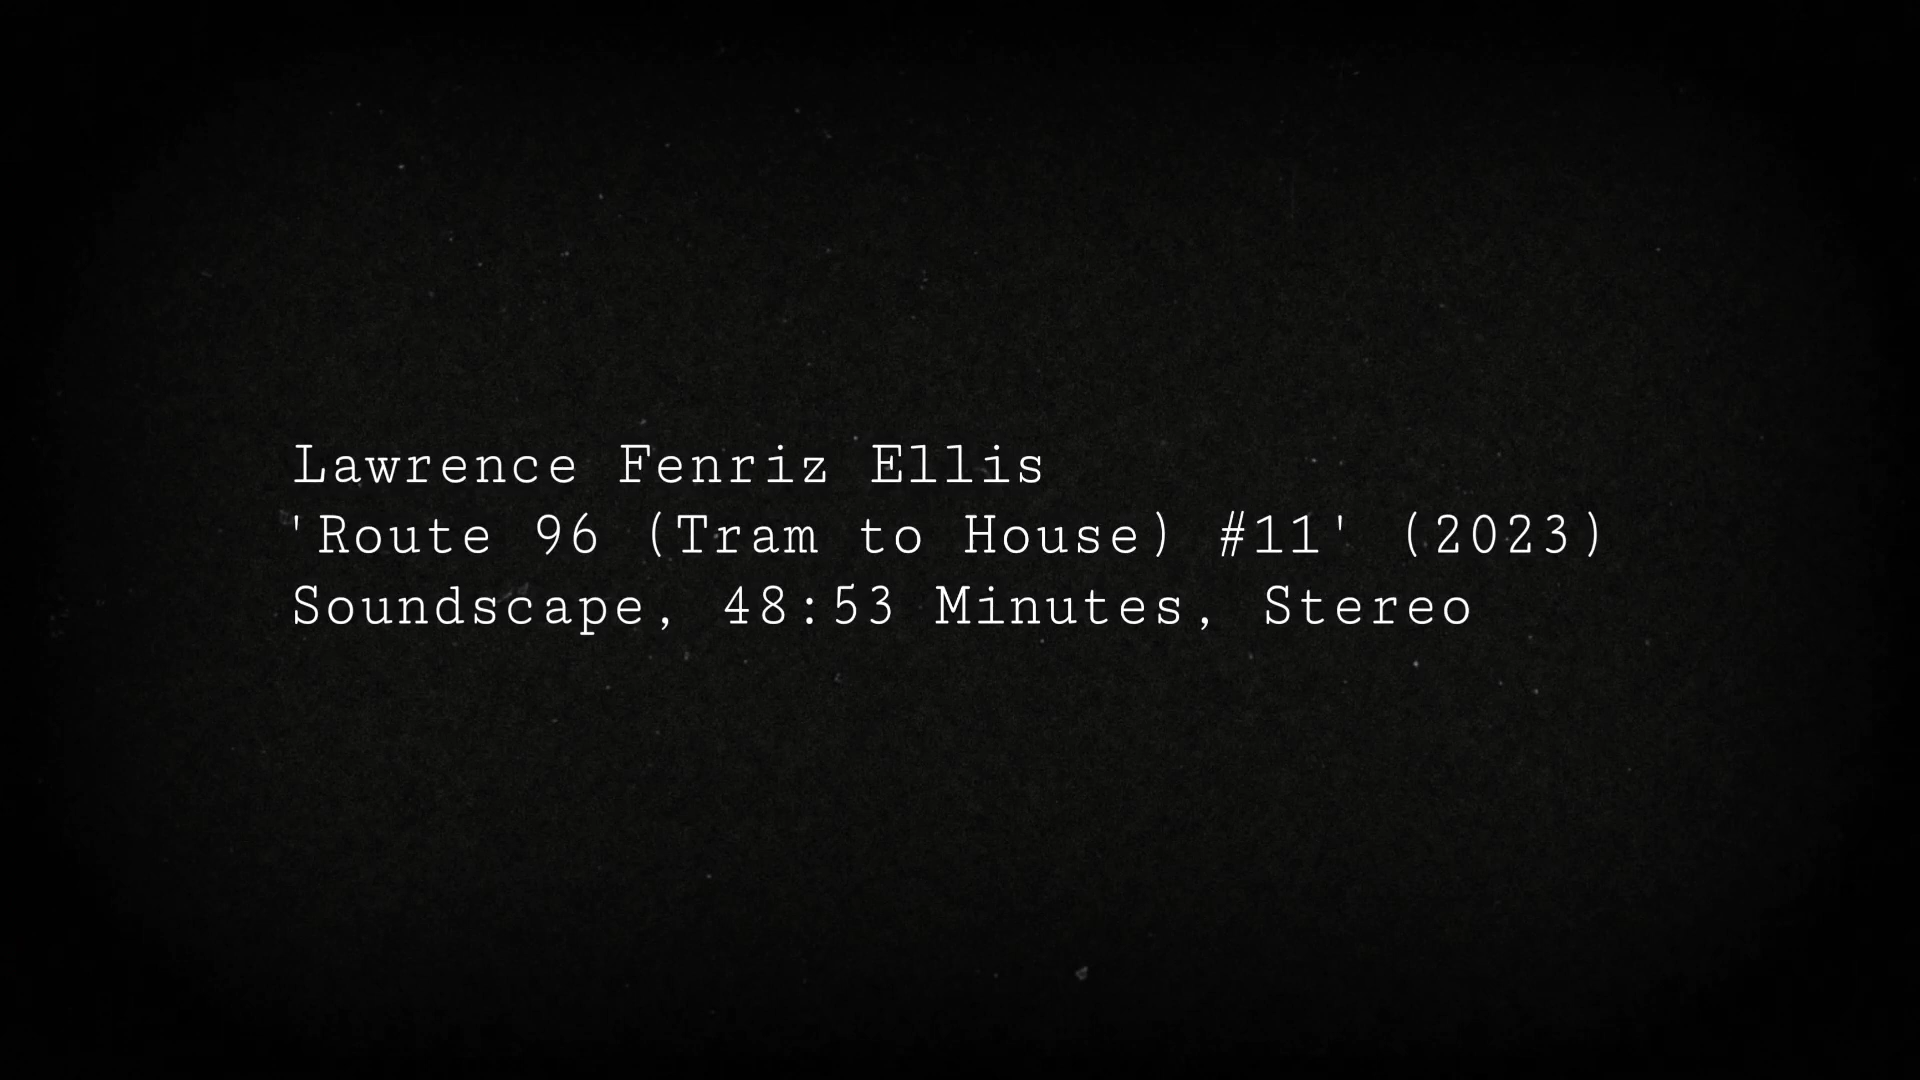 Lawrence Fenriz Ellis
'Route 96 (Tram to House) #11' (2023)
Soundscape, 48:53 Minutes, Stereo